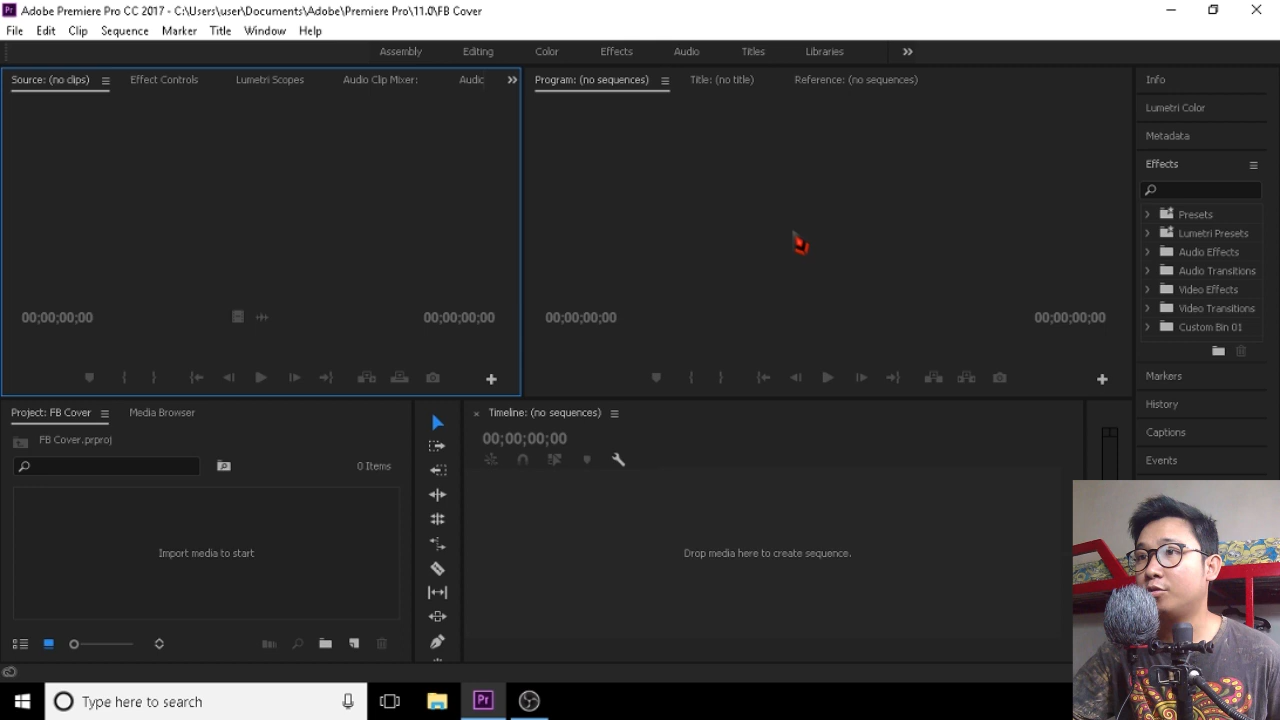 Pr Adobe Premiere Pro CC 2017 - C:\Users\user\Documents\Adobe\Premiere Pro\11.0\FB Cover
File Edit Clip Sequence Marker Title Window Help
Assembly Editing Color Effects Audio Titles Libraries
Source: (no clips) Effect Controls Lumetri Scopes Audio Clip Mixer: Audic
Program: (no sequences) Title: (no title) Reference: (no sequences)
Info
Lumetri Color
Metadata
Effects
Presets
Lumetri Presets
Audio Effects
Audio Transitions
Video Effects
Video Transitions
Custom Bin 01
00;00;00;00 00;00;00;00 00;00;00;00 00;00;00;00
Markers
History
Captions
Events
Project: FB Cover Media Browser
FB Cover.prproj
0 Items
Import media to start
Timeline: (no sequences)
00;00;00;00
Drop media here to create sequence.
Type here to search
Pr